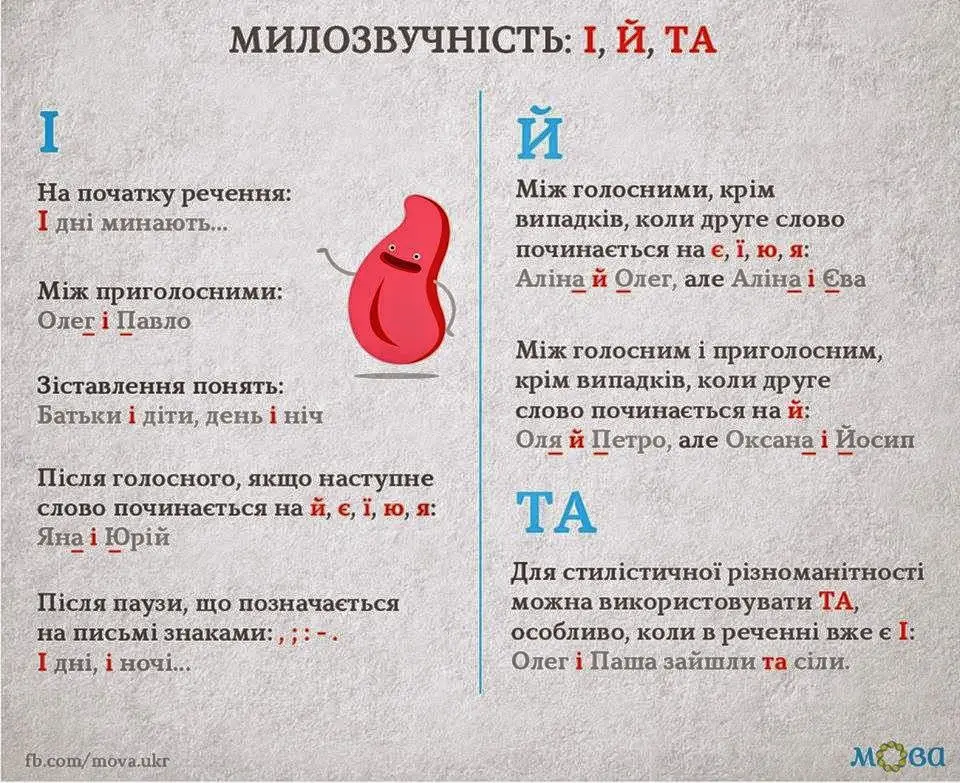 МИЛОЗВУЧНІСТЬ: І, Й, ТА
І
На початку речення:
І дні минають...
Між приголосними:
Олег і Павло
Зіставлення понять:
Батьки і діти, день і ніч
Після голосного, якщо наступне
слово починається на й, є, ї, ю, я:
Яна і Юрій
Після паузи, що позначається
на письмі знаками: , ; : - .
І дні, і ночі...
Й
Між голосними, крім
випадків, коли друге слово
починається на є, ї, ю, я:
Аліна й Олег, але Аліна і Єва
Між голосним і приголосним,
крім випадків, коли друге
слово починається на й:
Оля й Петро, але Оксана і Йосип
ТА
Для стилістичної різноманітності
можна використовувати ТА,
особливо, коли в реченні вже є І:
Олег і Паша зайшли та сіли.
fb.com/mova.ukr
мова